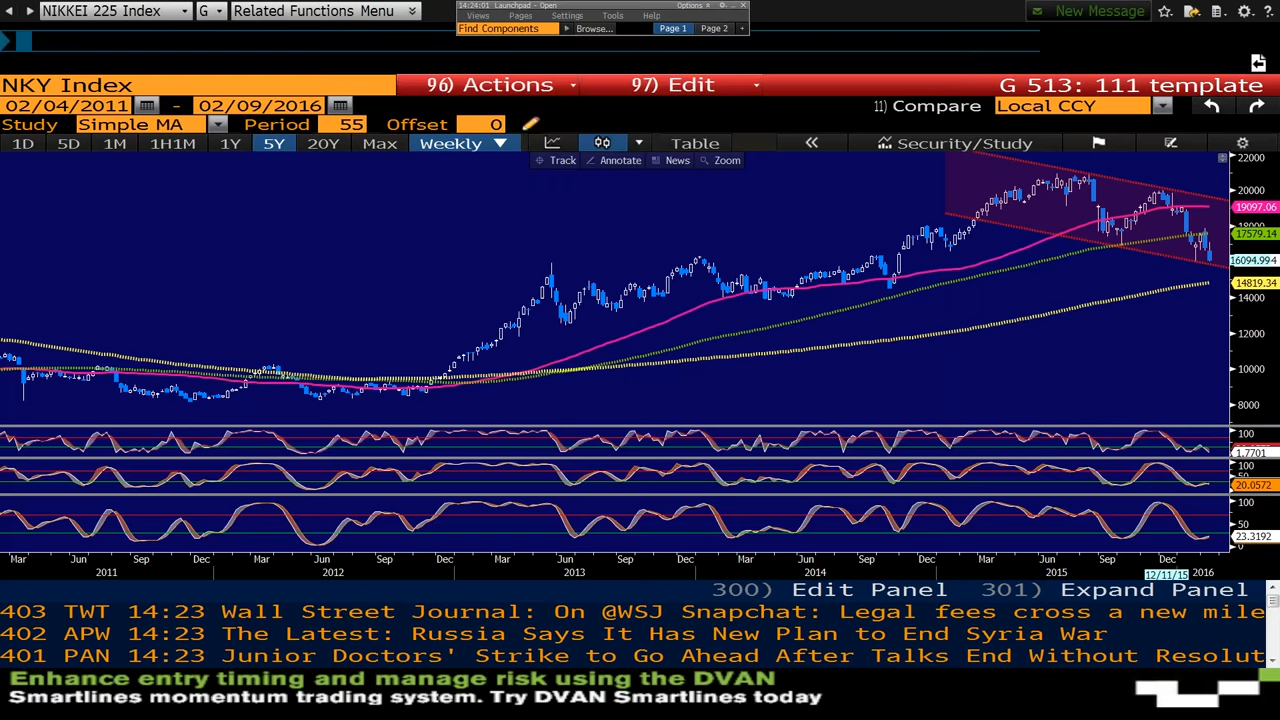 NIKKEI 225 Index G Related Functions Menu
14:24:01 Launchpad - Open Options
Views Pages Settings Tools Help
Find Components Browse... Page 1 Page 2 +
New Message
NKY Index 96) Actions 97) Edit G 513: 111 template
02/04/2011 - 02/09/2016 11) Compare Local CCY
Study Simple MA Period 55 Offset 0
1D 5D 1M 1H1M 1Y 5Y 20Y Max Weekly Table Security/Study
Track Annotate News Zoom
22000
20000
19097.06
18000
17579.14
16094.994
14819.34
14000
12000
10000
8000
100
1.7701
100
20.0572
100
50
23.3192
0
Mar Jun Sep Dec Mar Jun Sep Dec Mar Jun Sep Dec Mar Jun Sep Dec Mar Jun Sep Dec
2011 2012 2013 2014 2015 12/11/15 2016
300) Edit Panel 301) Expand Panel
403 TWT 14:23 Wall Street Journal: On @WSJ Snapchat: Legal fees cross a new mile
402 APW 14:23 The Latest: Russia Says It Has New Plan to End Syria War
401 PAN 14:23 Junior Doctors' Strike to Go Ahead After Talks End Without Resolut
Enhance entry timing and manage risk using the DVAN
Smartlines momentum trading system. Try DVAN Smartlines today